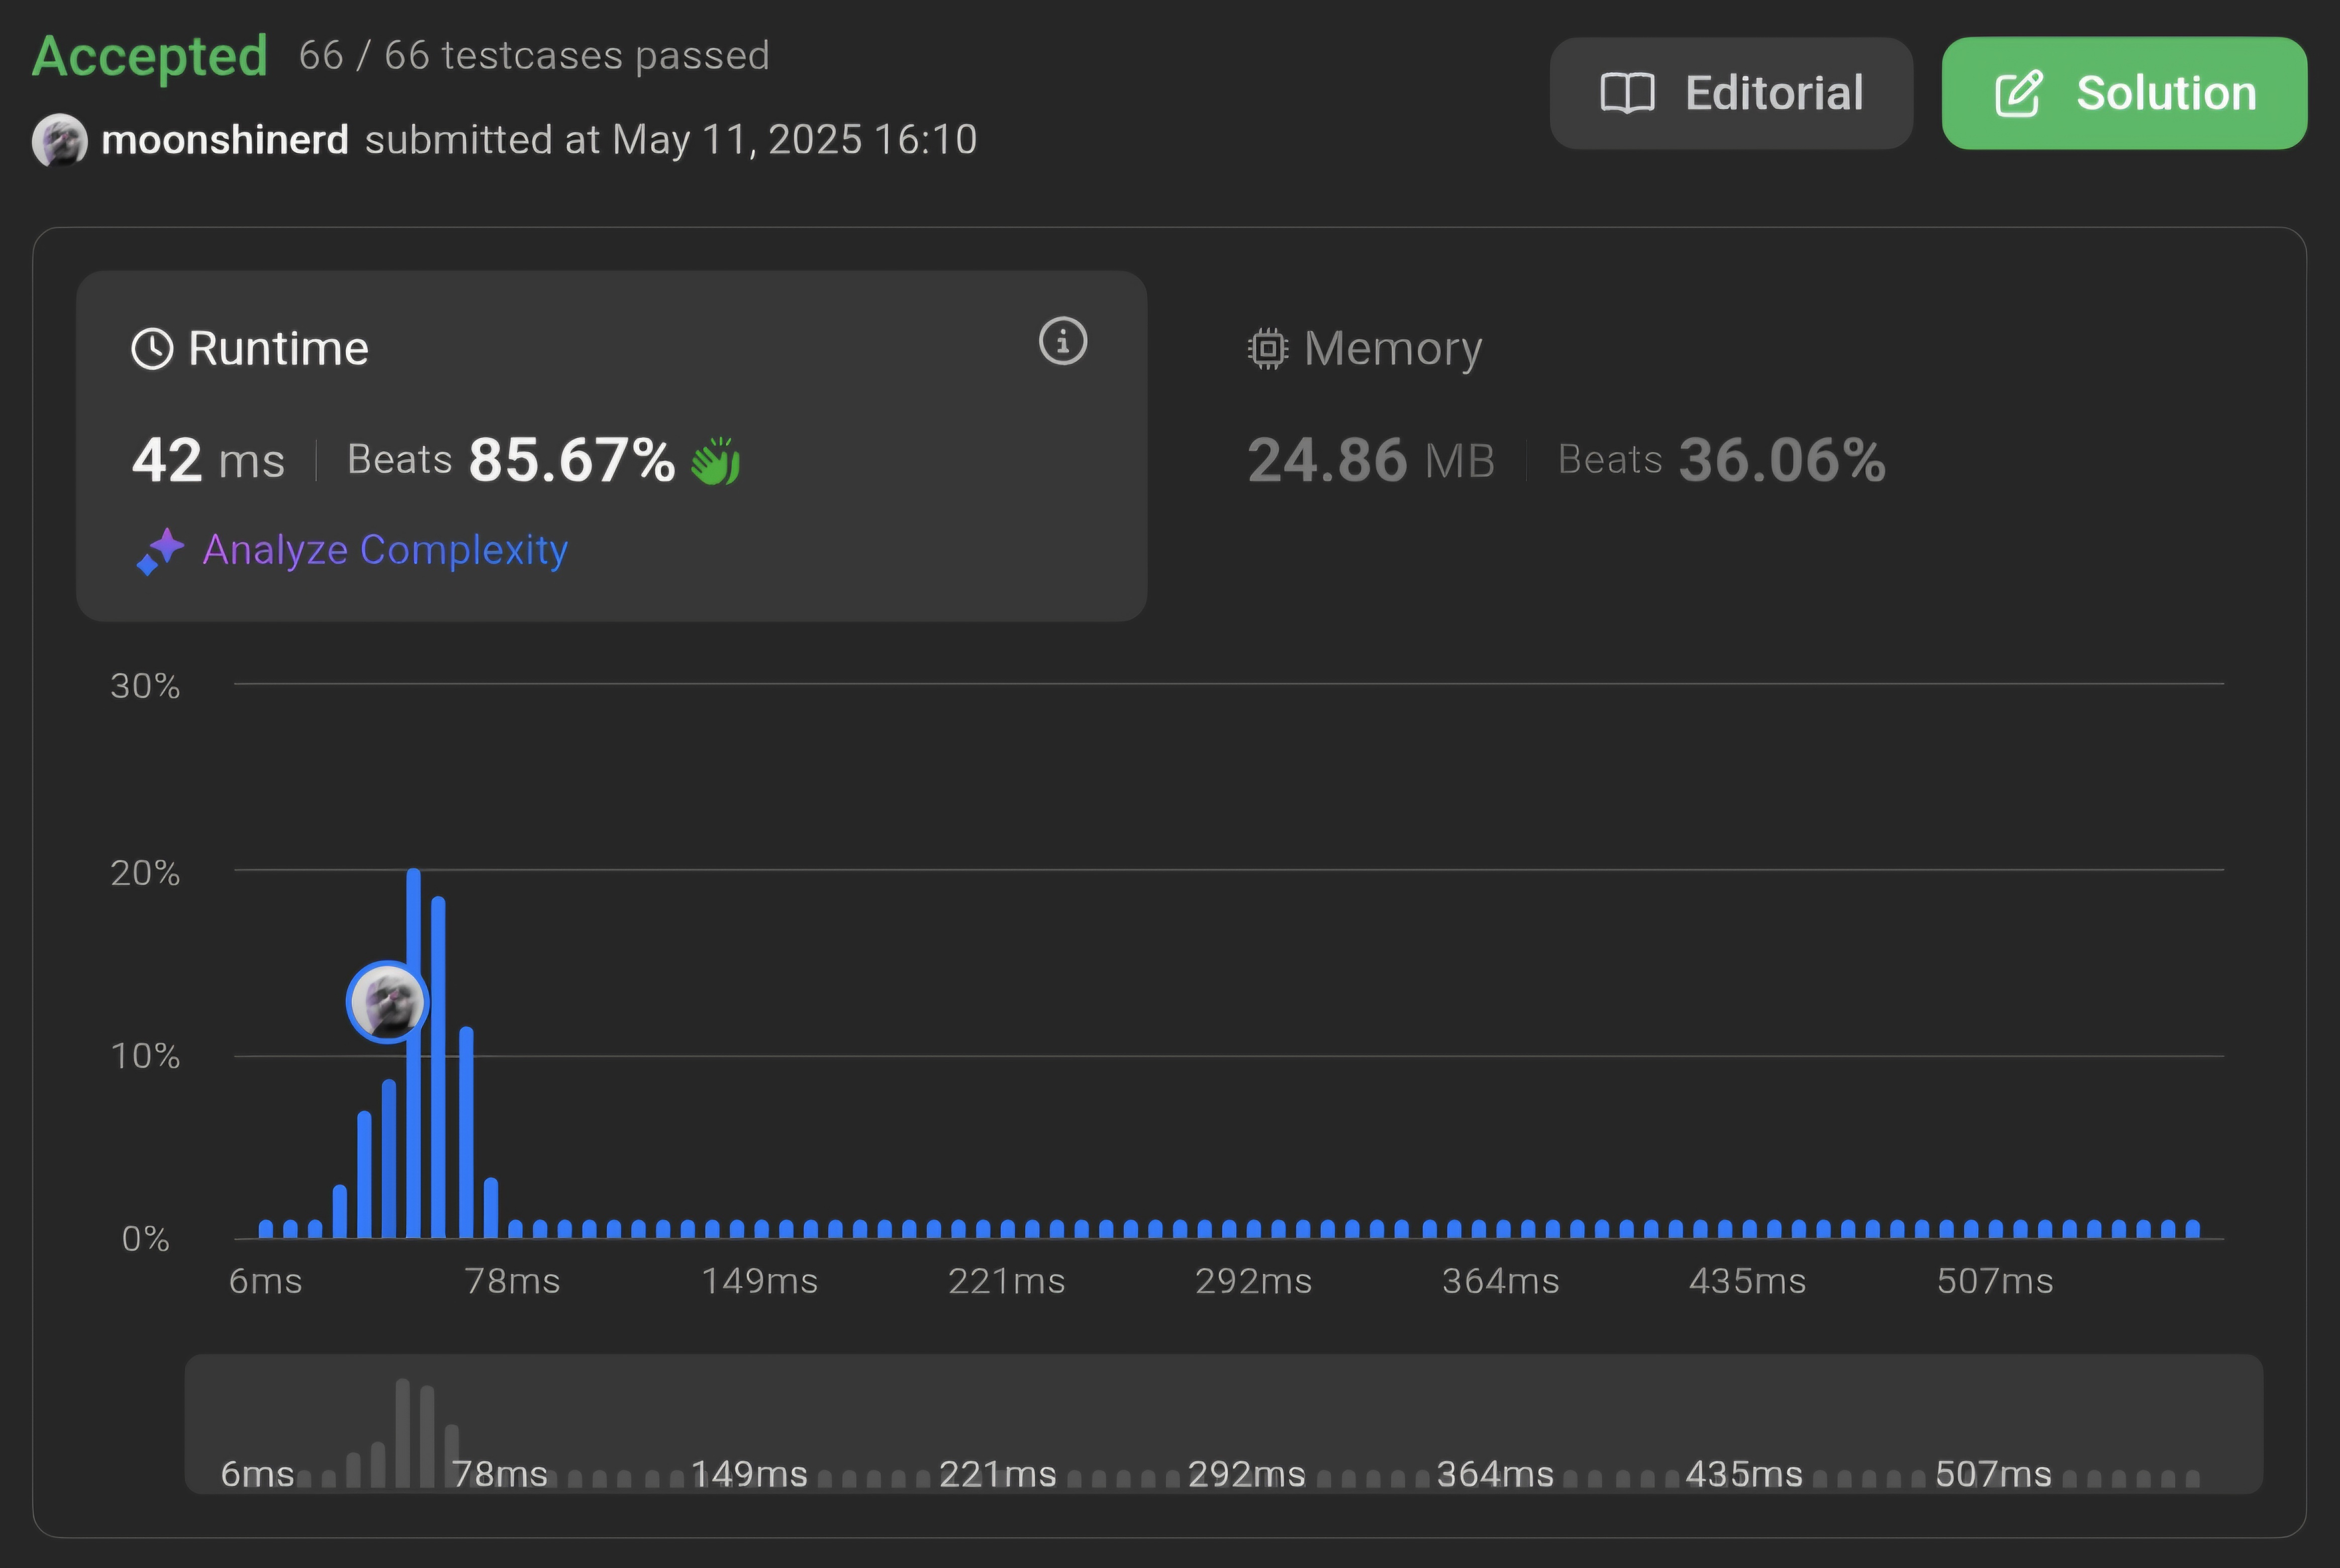 Accepted 66 / 66 testcases passed
moonshinerd submitted at May 11, 2025 16:10
Editorial
Solution
Runtime
42 ms Beats 85.67%
Analyze Complexity
Memory
24.86 MB Beats 36.06%
30%
20%
10%
0%
6ms 78ms 149ms 221ms 292ms 364ms 435ms 507ms
6ms 78ms 149ms 221ms 292ms 364ms 435ms 507ms